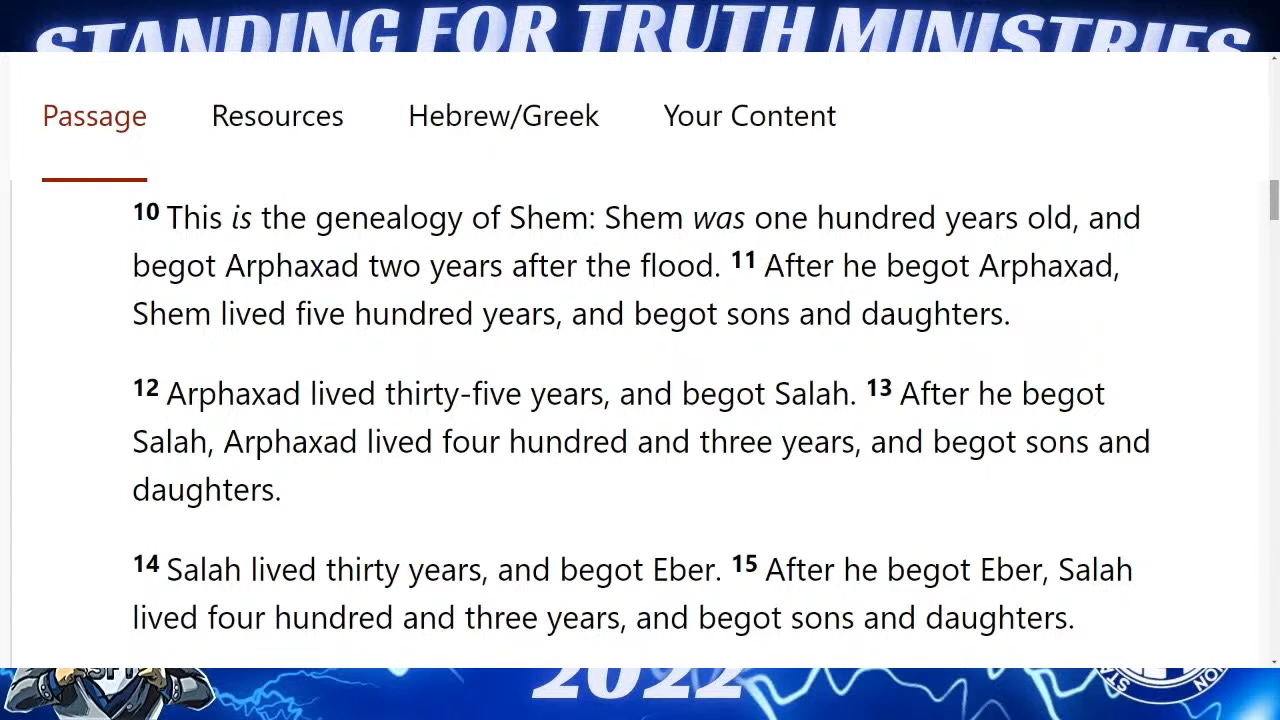 STANDING FOR TRUTH MINISTRIES
Passage Resources Hebrew/Greek Your Content
10 This is the genealogy of Shem: Shem was one hundred years old, and
begot Arphaxad two years after the flood. 11 After he begot Arphaxad,
Shem lived five hundred years, and begot sons and daughters.
12 Arphaxad lived thirty-five years, and begot Salah. 13 After he begot
Salah, Arphaxad lived four hundred and three years, and begot sons and
daughters.
14 Salah lived thirty years, and begot Eber. 15 After he begot Eber, Salah
lived four hundred and three years, and begot sons and daughters.
SFT
2022